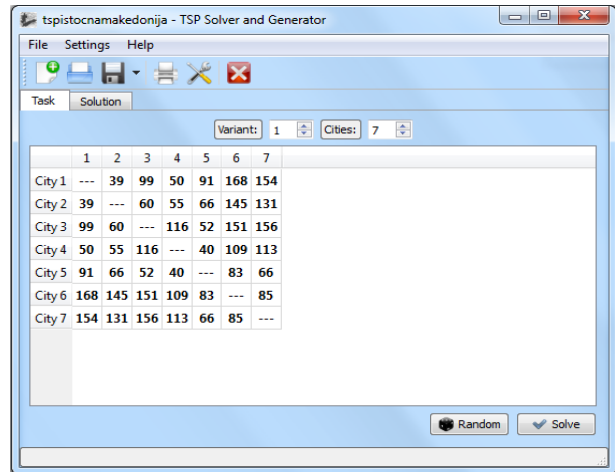 tspistocnamakedonija - TSP Solver and Generator
File Settings Help
Task Solution
Variant: 1 Cities: 7
1 2 3 4 5 6 7
City 1 --- 39 99 50 91 168 154
City 2 39 --- 60 55 66 145 131
City 3 99 60 --- 116 52 151 156
City 4 50 55 116 --- 40 109 113
City 5 91 66 52 40 --- 83 66
City 6 168 145 151 109 83 --- 85
City 7 154 131 156 113 66 85 ---
Random Solve